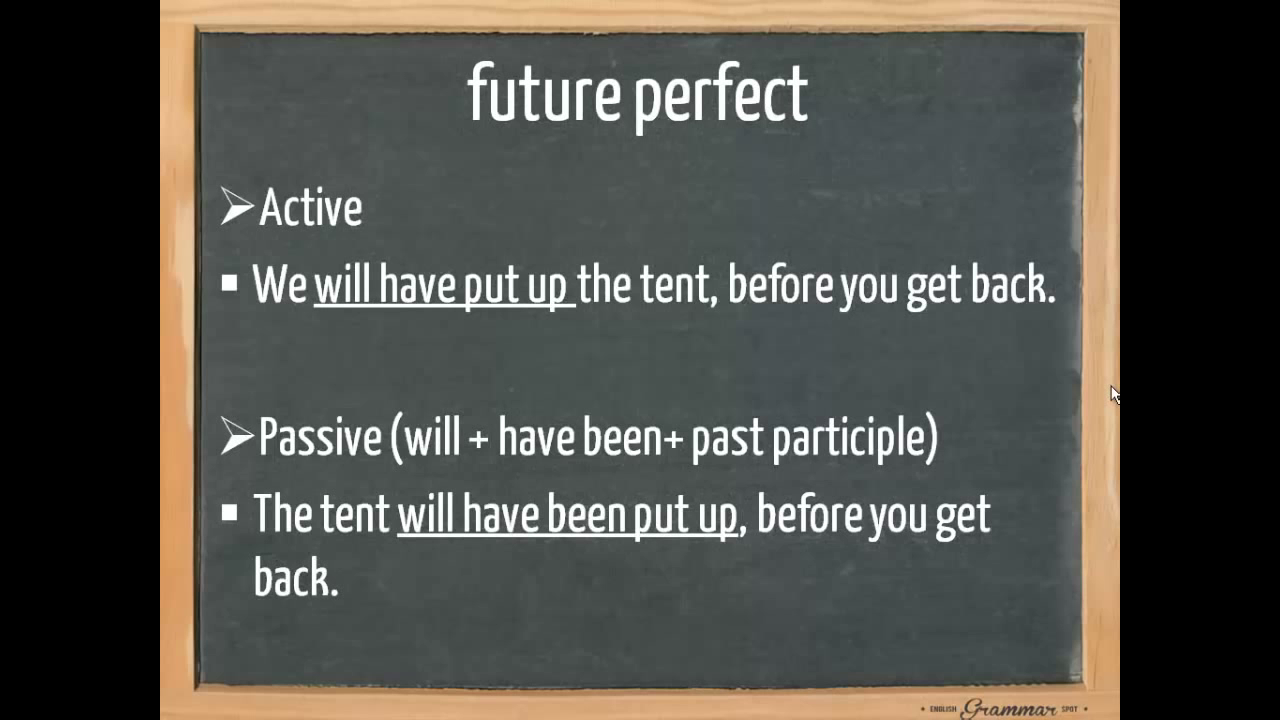 future perfect
➢Active
▪ We will have put up the tent, before you get back.
➢Passive (will + have been+ past participle)
▪ The tent will have been put up, before you get
back.
ENGLISH Grammar SPOT